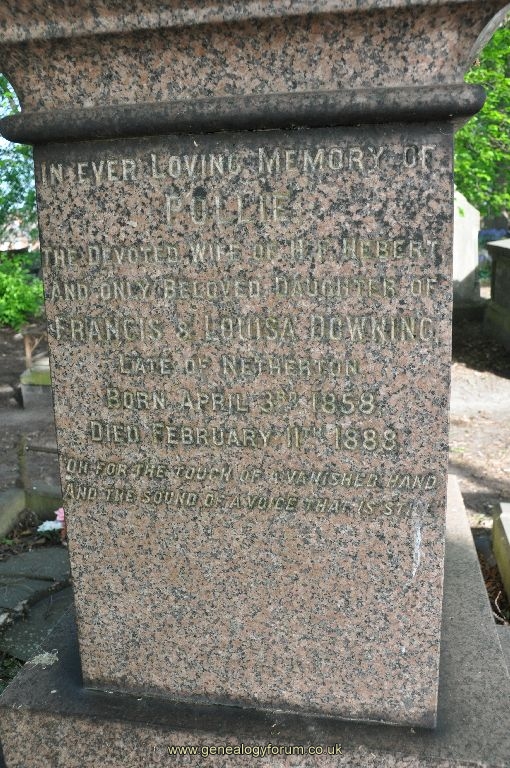 IN EVER LOVING MEMORY OF
POLLIE,
THE DEVOTED WIFE OF H. F. HEBERT
AND ONLY BELOVED DAUGHTER OF
FRANCIS & LOUISA DOWNING
LATE OF NETHERTON.
BORN APRIL 3RD 1858,
DIED FEBRUARY 11TH 1888.
OH FOR THE TOUCH OF A VANISHED HAND
AND THE SOUND OF A VOICE THAT IS STILL
www.genealogyforum.co.uk